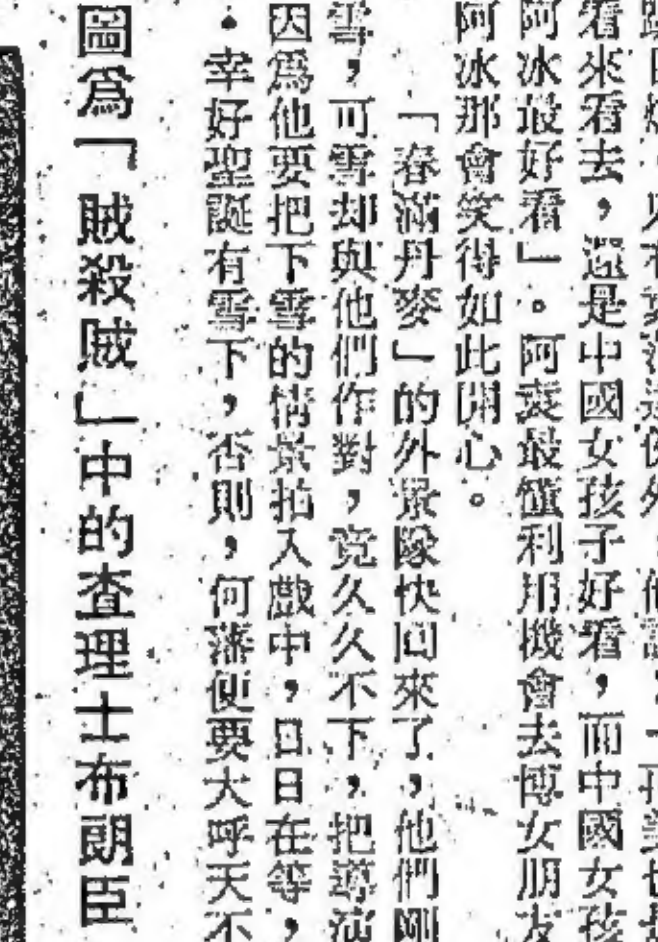 看來看去，還是中國女孩子好看，而中國女孩
阿冰最好看」。阿衰最懂利用機會去博女朋友
阿冰那會笑得如此開心。
「春滿丹麥」的外景隊快回來了，他們剛
雪，可雪却與他們作對，竟久久不下，把導演
因爲他要把下雪的情景拍入戲中，日日在等，
。幸好聖誕有雪下，否則，何藩便要大呼天不
圖爲「賊殺賊」中的查理士布朗臣